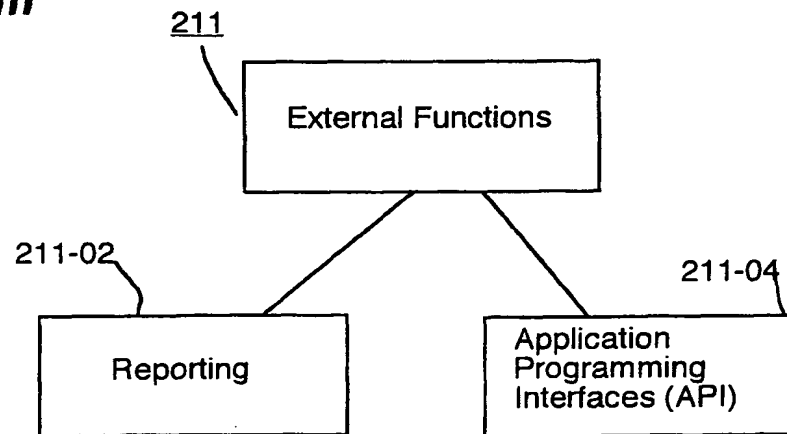 211
External Functions
211-02
211-04
Reporting
Application
Programming
Interfaces (API)